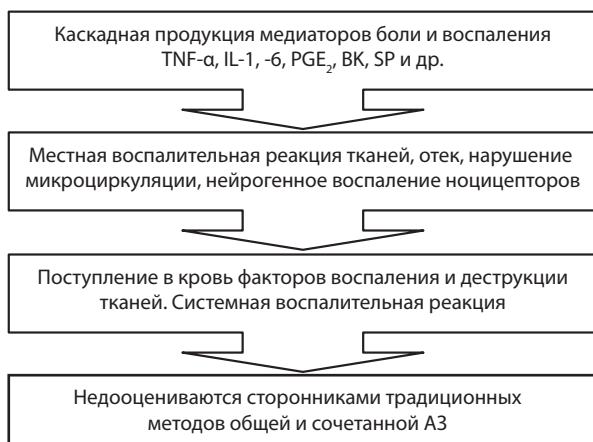 Каскадная продукция медиаторов боли и воспаления
TNF-α, IL-1, -6, PGE₂, BK, SP и др.
Местная воспалительная реакция тканей, отек, нарушение
микроциркуляции, нейрогенное воспаление ноцицепторов
Поступление в кровь факторов воспаления и деструкции
тканей. Системная воспалительная реакция
Недооцениваются сторонниками традиционных
методов общей и сочетанной АЗ